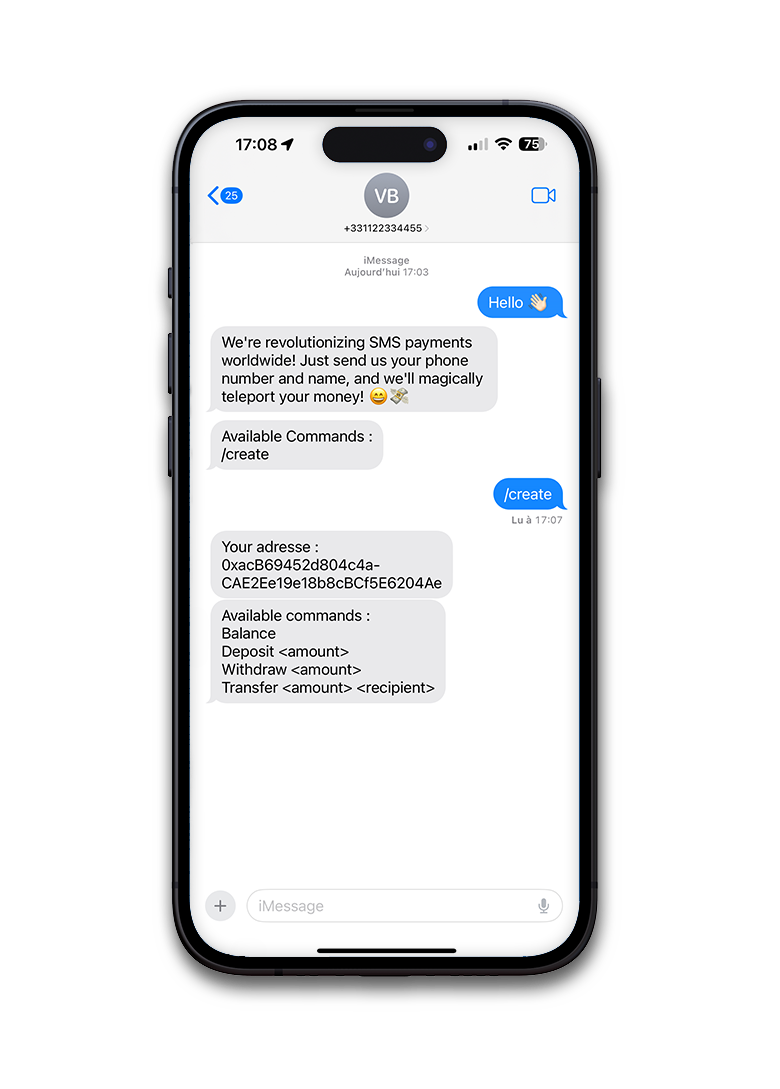 17:08
75
25
VB
+331122334455
iMessage
Aujourd'hui 17:03
Hello 👋🏻
We're revolutionizing SMS payments
worldwide! Just send us your phone
number and name, and we'll magically
teleport your money! 😄💸
Available Commands :
/create
/create
Lu à 17:07
Your adresse :
0xacB69452d804c4a-
CAE2Ee19e18b8cBCf5E6204Ae
Available commands :
Balance
Deposit <amount>
Withdraw <amount>
Transfer <amount> <recipient>
iMessage